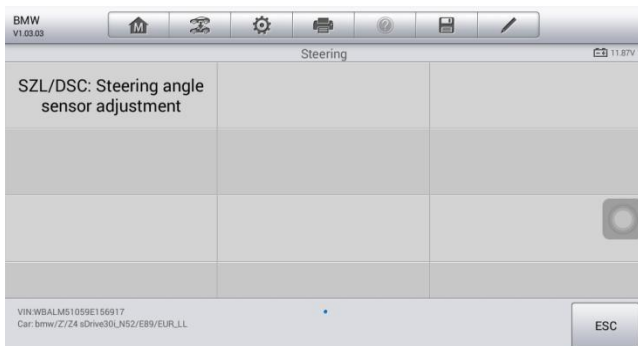 BMW
V1.03.03
M
Steering
11.87V
SZL/DSC: Steering angle
sensor adjustment
VIN:WBALM51059E156917
Car: bmw/Z'/Z4 sDrive30i_N52/E89/EUR_LL
ESC